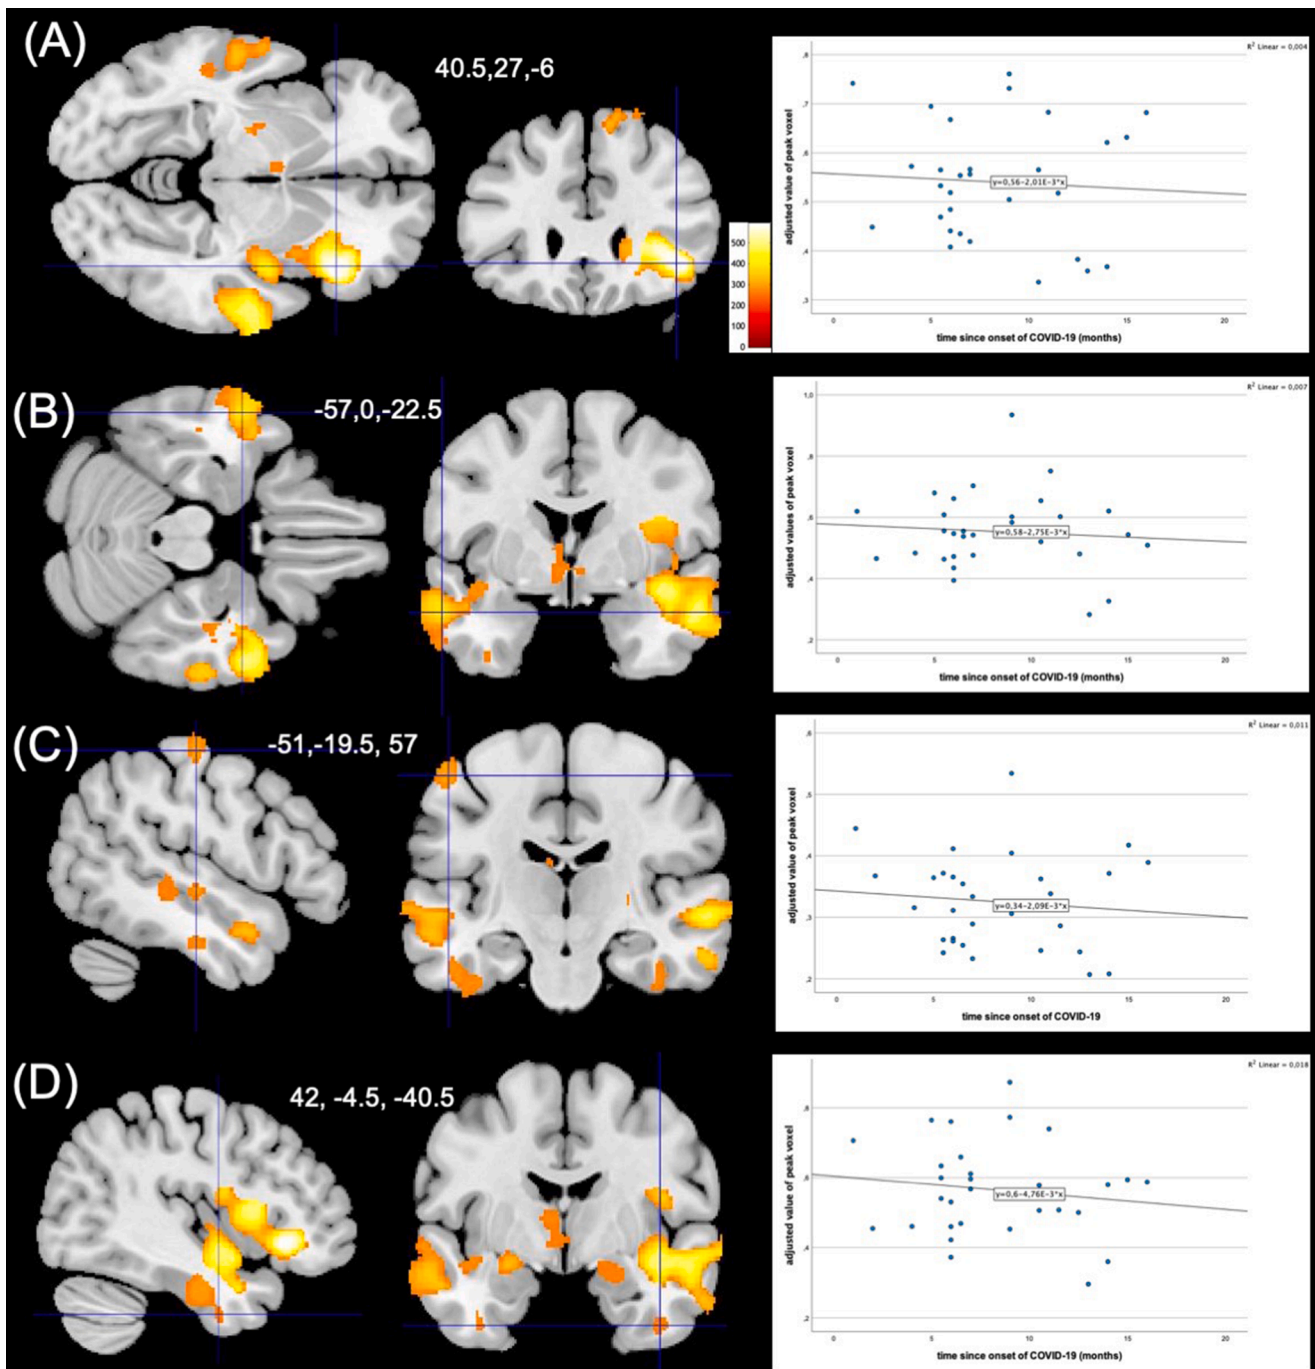 (A)
40.5,27,-6
500
400
300
200
100
0
R2 Linear = 0,004
,8
,7
,6
,5
,4
,3
adjusted value of peak voxel
y=0,56-2,01E-3*x
0 5 10 15 20
time since onset of COVID-19 (months)
(B)
-57,0,-22.5
R2 Linear = 0,007
1,0
,8
,6
,4
,2
adjusted values of peak voxel
y=0,58-2,75E-3*x
0 5 10 15 20
time since onset of COVID-19 (months)
(C)
-51,-19.5, 57
R2 Linear = 0,011
,6
,5
,4
,3
,2
adjusted value of peak voxel
y=0,34-2,09E-3*x
0 5 10 15 20
time since onset of COVID-19
(D)
42, -4.5, -40.5
,8
,6
,4
,2
adjusted value of peak voxel
y=0,6-4,76E-3*x
0 5 10 15 20
time since onset of COVID-19 (months)